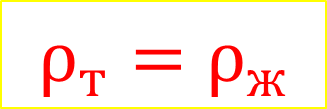 ρт = ρж